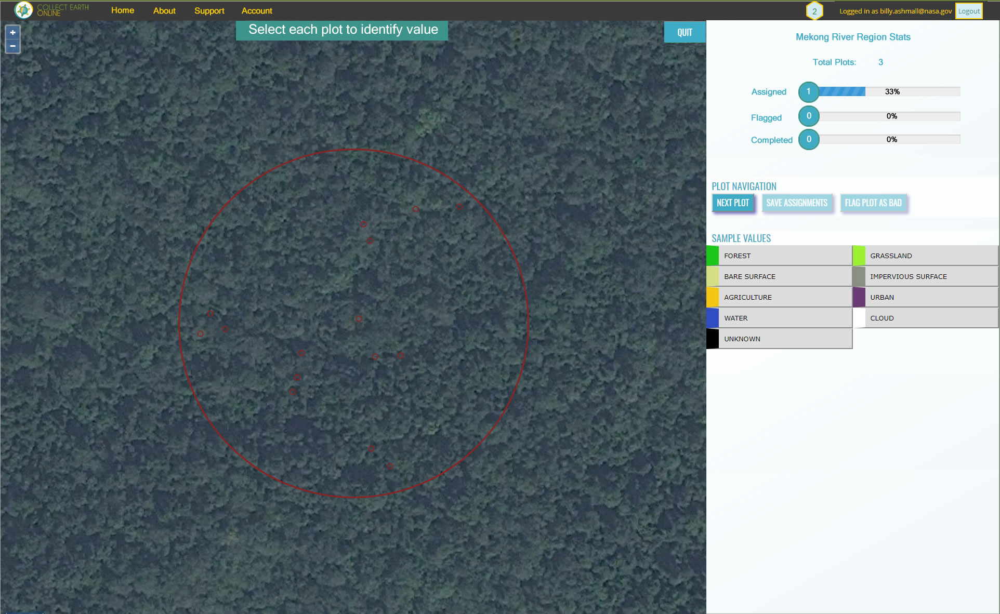 COLLECT EARTH
ONLINE
Home About Support Account
2
Logged in as billy.ashmall@nasa.gov
Logout
+
−
Select each plot to identify value
QUIT
Mekong River Region Stats
Total Plots: 3
Assigned 1 33%
Flagged 0 0%
Completed 0 0%
PLOT NAVIGATION
NEXT PLOT SAVE ASSIGNMENTS FLAG PLOT AS BAD
SAMPLE VALUES
FOREST GRASSLAND
BARE SURFACE IMPERVIOUS SURFACE
AGRICULTURE URBAN
WATER CLOUD
UNKNOWN